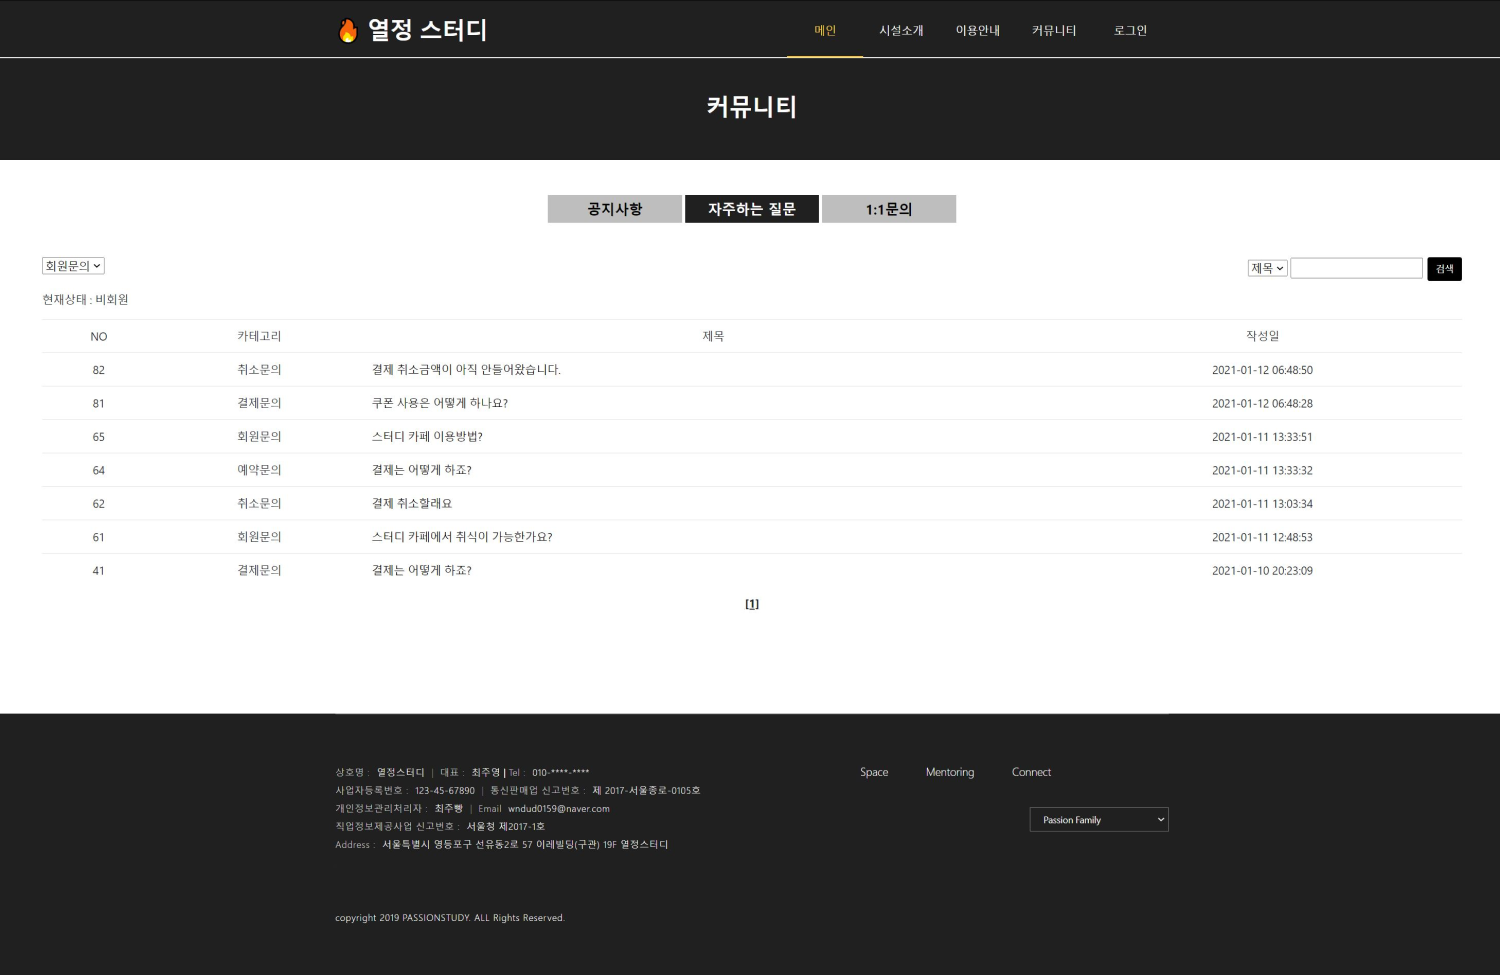 열정 스터디
메인 시설소개 이용안내 커뮤니티 로그인
커뮤니티
공지사항 자주하는 질문 1:1문의
회원문의 제목 검색
현재상태 : 비회원
NO 카테고리 제목 작성일
82 취소문의 결제 취소금액이 아직 안들어왔습니다. 2021-01-12 06:48:50
81 결제문의 쿠폰 사용은 어떻게 하나요? 2021-01-12 06:48:28
65 회원문의 스터디 카페 이용방법? 2021-01-11 13:33:51
64 예약문의 결제는 어떻게 하죠? 2021-01-11 13:33:32
62 취소문의 결제 취소할래요 2021-01-11 13:03:34
61 회원문의 스터디 카페에서 취식이 가능한가요? 2021-01-11 12:48:53
41 결제문의 결제는 어떻게 하죠? 2021-01-10 20:23:09
[1]
상호명 : 열정스터디 | 대표 : 최주영 | Tel : 010-****-****
사업자등록번호 : 123-45-67890 | 통신판매업 신고번호 : 제 2017-서울종로-0105호
개인정보관리처리자 : 최주빵 | Email wndud0159@naver.com
직업정보제공사업 신고번호 : 서울청 제2017-1호
Address : 서울특별시 영등포구 선유동2로 57 이레빌딩(구관) 19F 열정스터디
Space Mentoring Connect
Passion Family
copyright 2019 PASSIONSTUDY. ALL Rights Reserved.